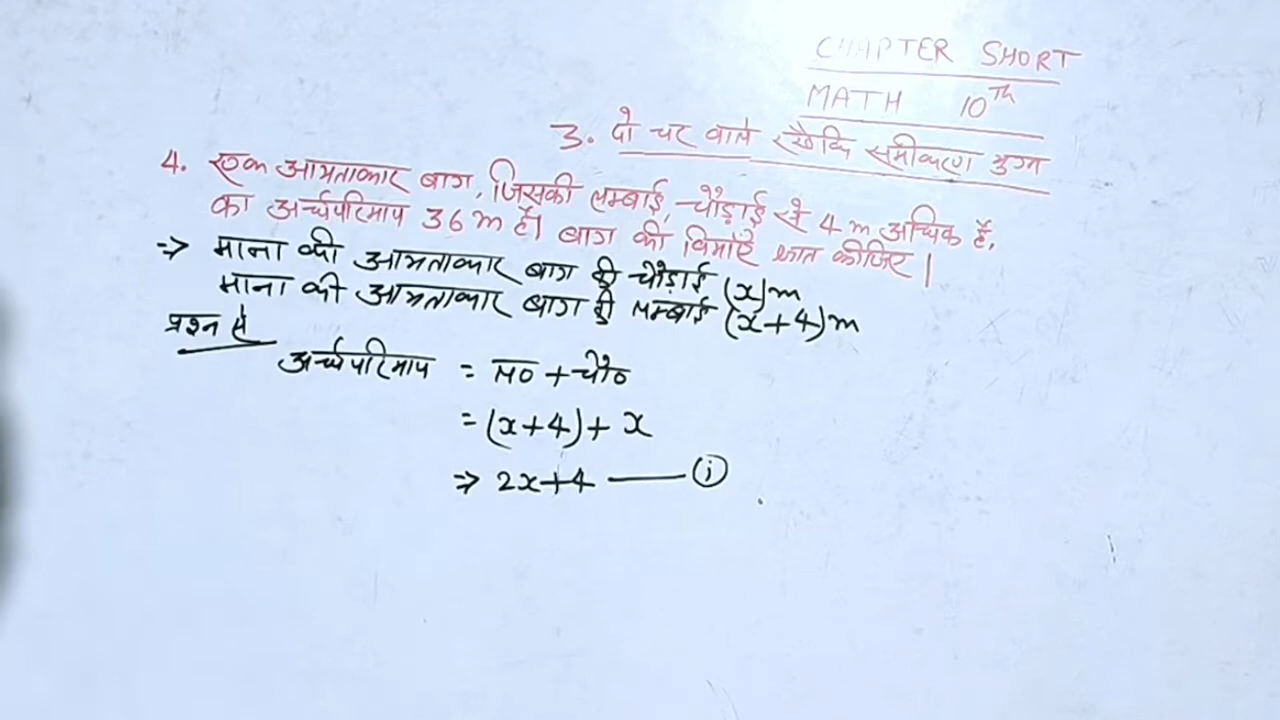 CHAPTER SHORT
MATH 10Th
3. दो चर वाले रैखिक समीकरण युग्म
4. एक आयताकार बाग, जिसकी लम्बाई, चौड़ाई से 4 m अधिक है,
का अर्धपरिमाप 36 m है। बाग की विमाएँ ज्ञात कीजिए।
⇒ माना की आयताकार बाग की चौड़ाई (x)m
माना की आयताकार बाग की लम्बाई (x+4)m
प्रश्न से
अर्धपरिमाप = ल० + चौ०
= (x+4) + x
⇒ 2x+4 —— (i)